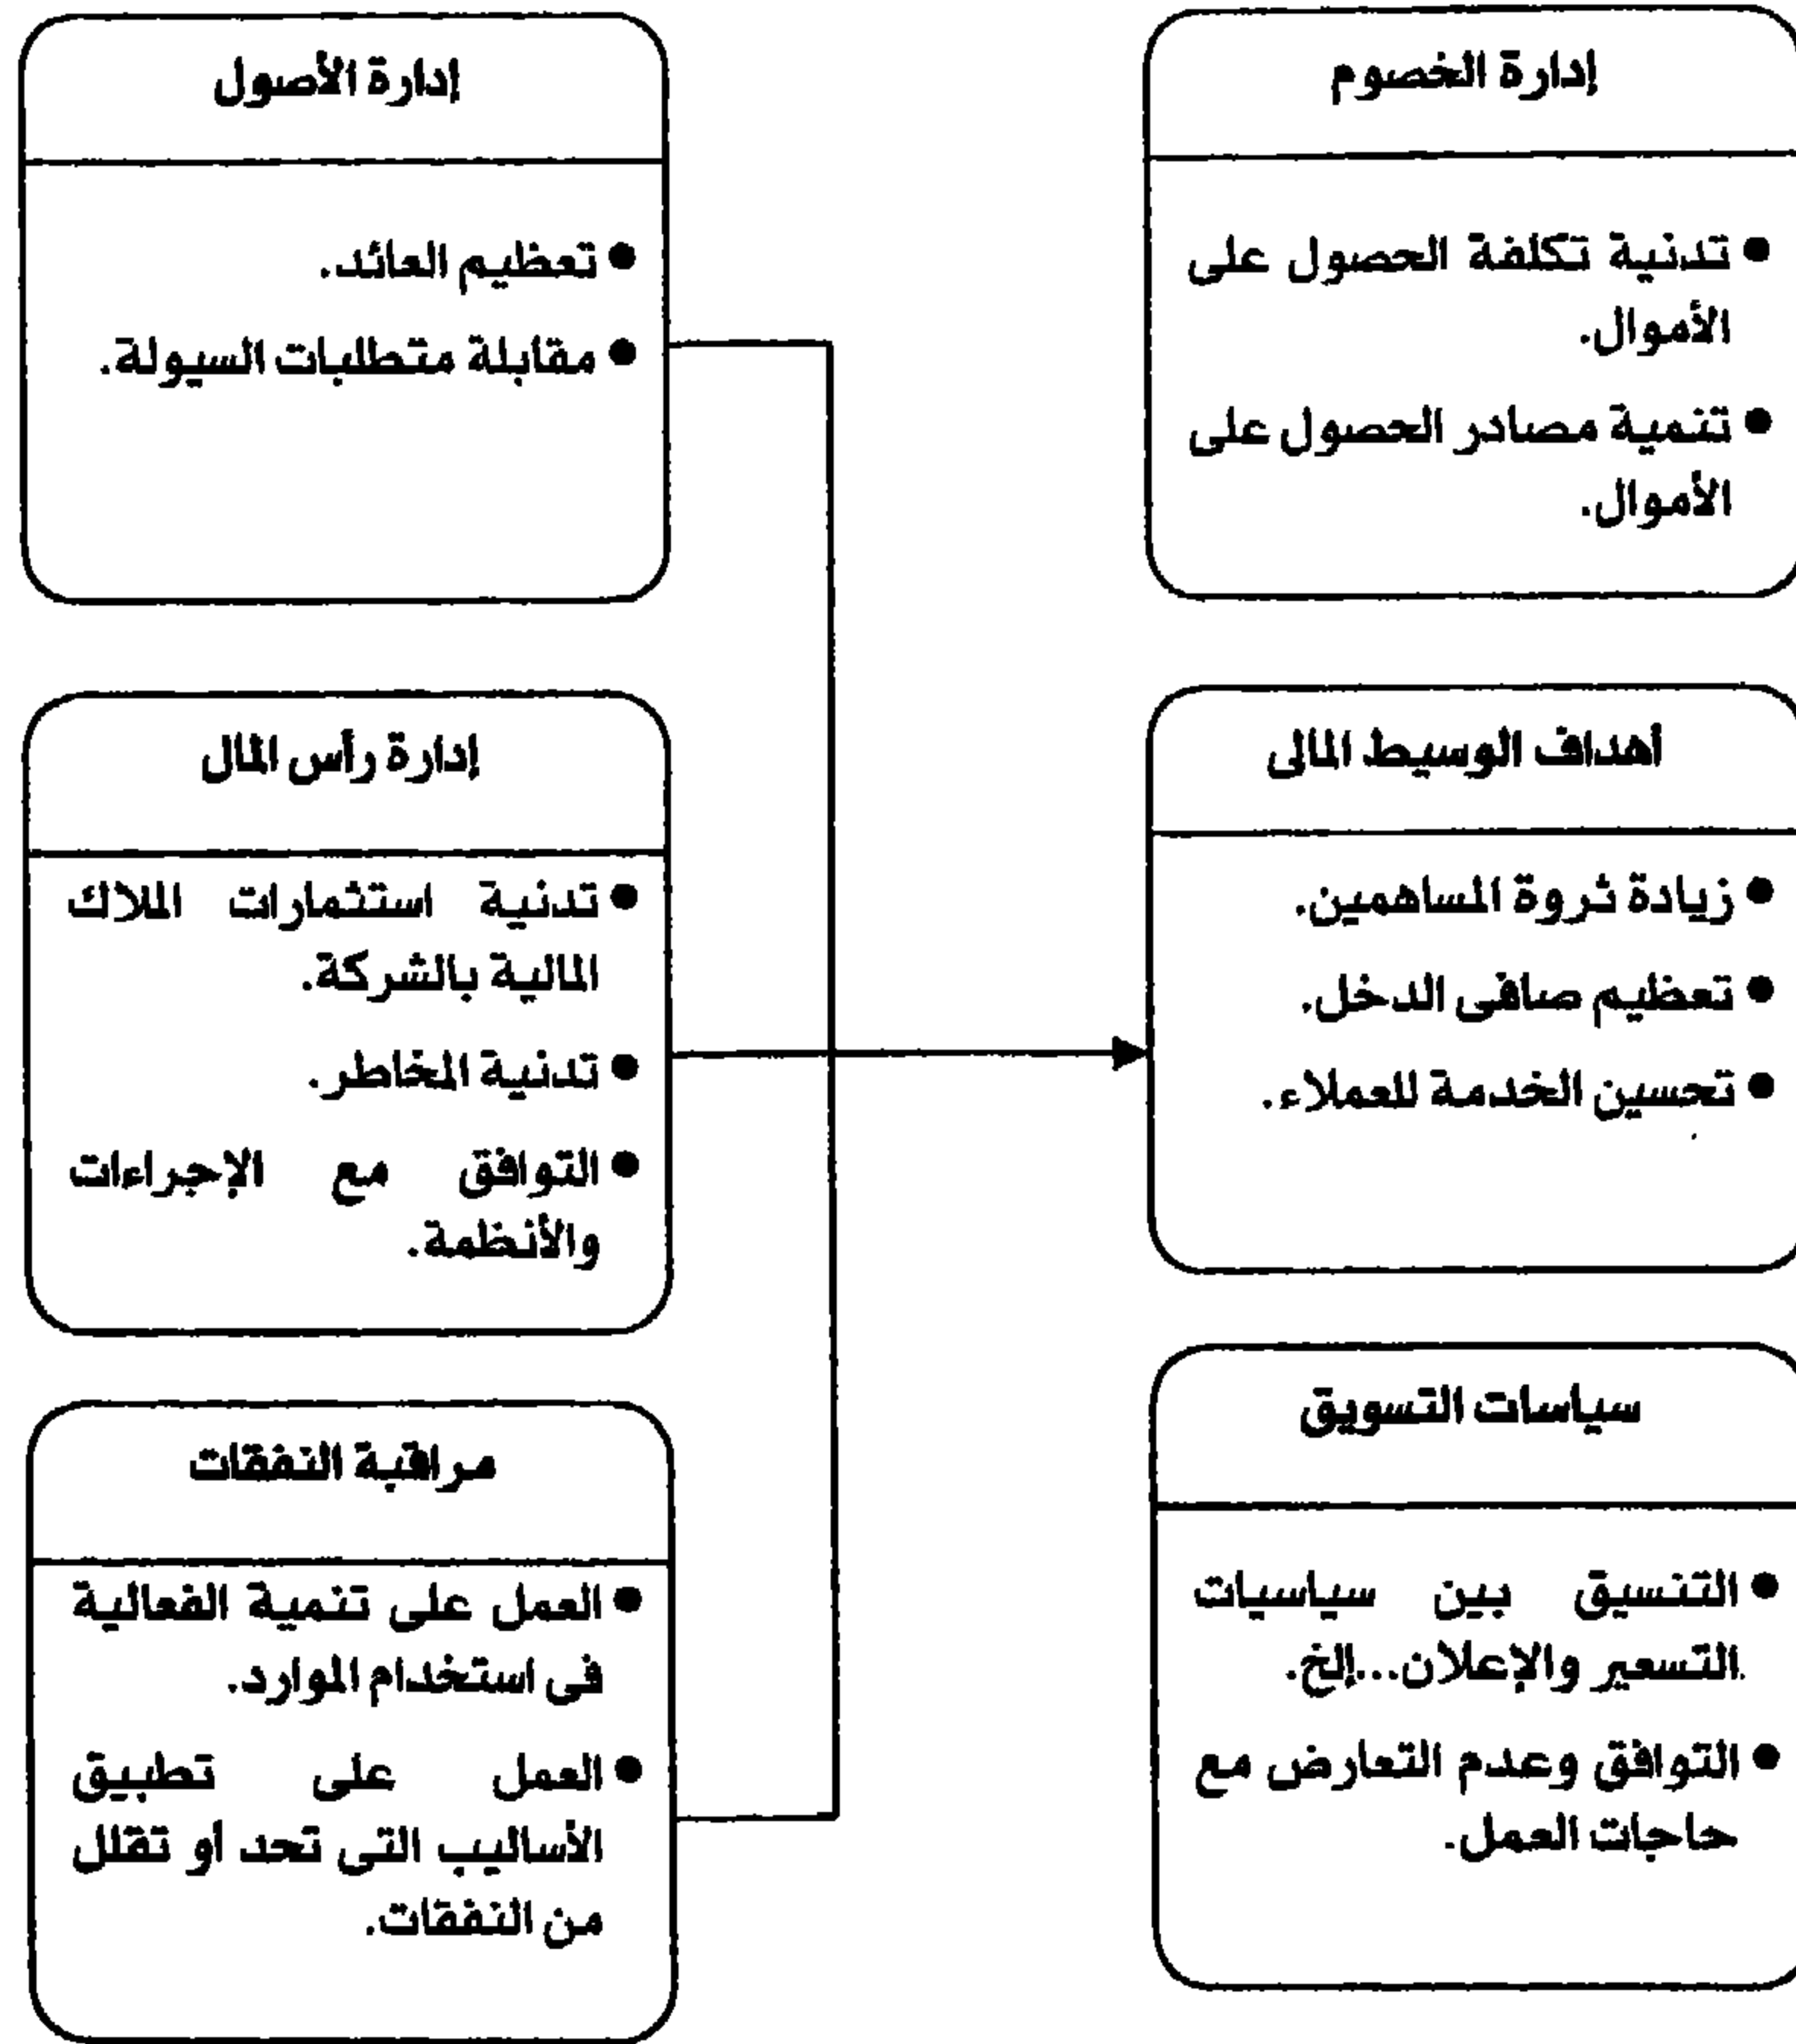 إدارة الخصوم
• تدنية تكلفة الحصول على
الأموال.
• تنمية مصادر الحصول على
الأموال.
إدارة الأصول
• تعظيم العائد.
• مقابلة متطلبات السيولة.
أهداف الوسيط المالى
• زيادة ثروة المساهمين.
• تعظيم صافى الدخل.
• تحسين الخدمة للعملاء.
إدارة رأس المال
• تدنية استثمارات الملاك
المالية بالشركة.
• تدنية المخاطر.
• التوافق مع الإجراءات
والأنظمة.
سياسات التسويق
• التنسيق بين سياسيات
التسعير والإعلان...إلخ.
• التوافق وعدم التعارض مع
حاجات العمل.
مراقبة النفقات
• العمل على تنمية الفعالية
فى استخدام الموارد.
• العمل على تطبيق
الأساليب التى تحد او تقلل
من النفقات.